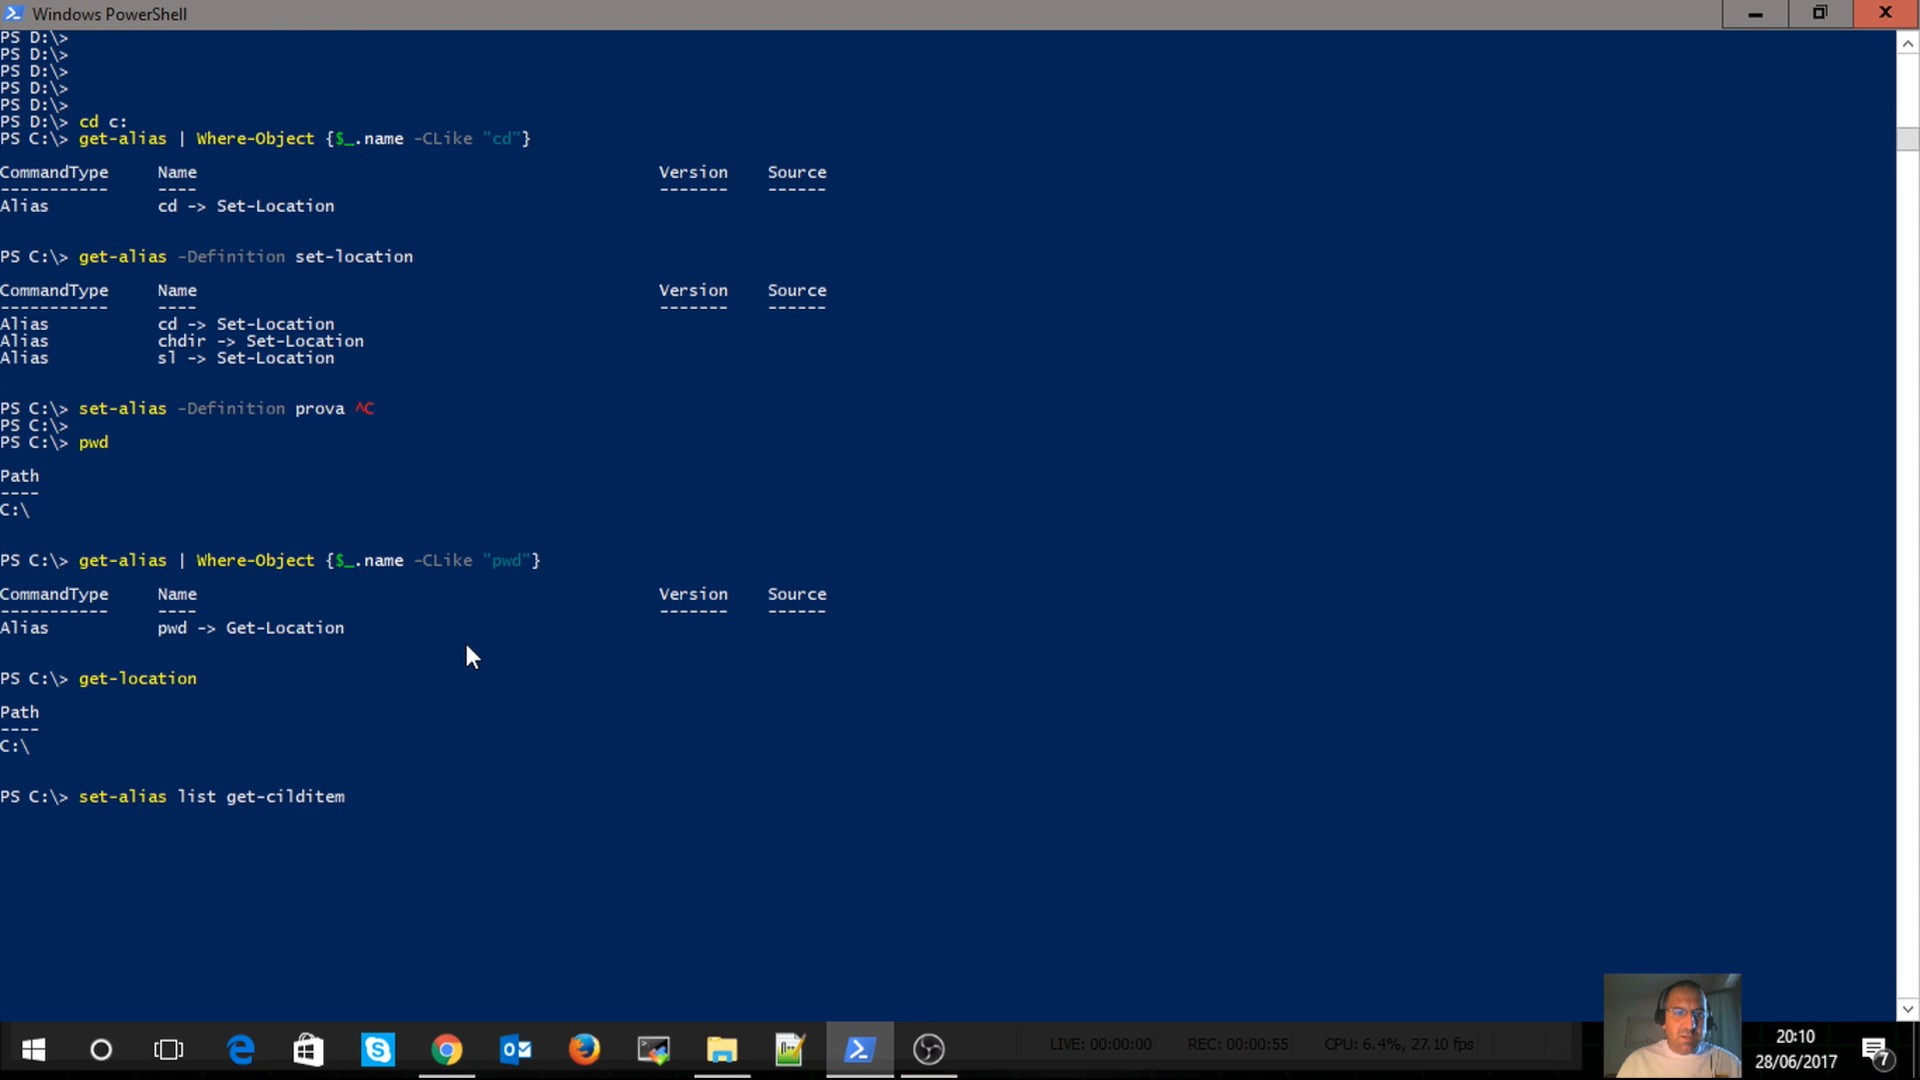 Windows PowerShell
PS D:\>
PS D:\>
PS D:\>
PS D:\>
PS D:\>
PS D:\> cd c:
PS C:\> get-alias | Where-Object {$_.name -CLike "cd"}
CommandType     Name                                               Version    Source
-----------     ----                                               -------    ------
Alias           cd -> Set-Location
PS C:\> get-alias -Definition set-location
CommandType     Name                                               Version    Source
-----------     ----                                               -------    ------
Alias           cd -> Set-Location
Alias           chdir -> Set-Location
Alias           sl -> Set-Location
PS C:\> set-alias -Definition prova ^C
PS C:\>
PS C:\> pwd
Path
----
C:\
PS C:\> get-alias | Where-Object {$_.name -CLike "pwd"}
CommandType     Name                                               Version    Source
-----------     ----                                               -------    ------
Alias           pwd -> Get-Location
PS C:\> get-location
Path
----
C:\
PS C:\> set-alias list get-cilditem
LIVE: 00:00:00 REC: 00:00:55 CPU: 6.4%, 27.10 fps
20:10
28/06/2017
7